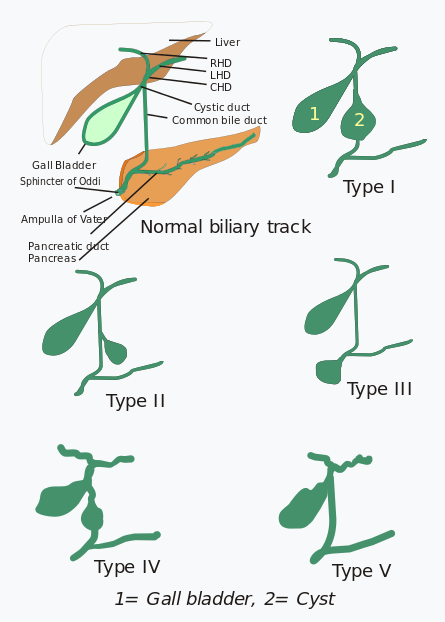 Liver
RHD
LHD
CHD
Cystic duct
Common bile duct
Gall Bladder
Sphincter of Oddi
Ampulla of Vater
Pancreatic duct
Pancreas
Normal biliary track
1
2
Type I
Type II
Type III
Type IV
Type V
1= Gall bladder, 2= Cyst